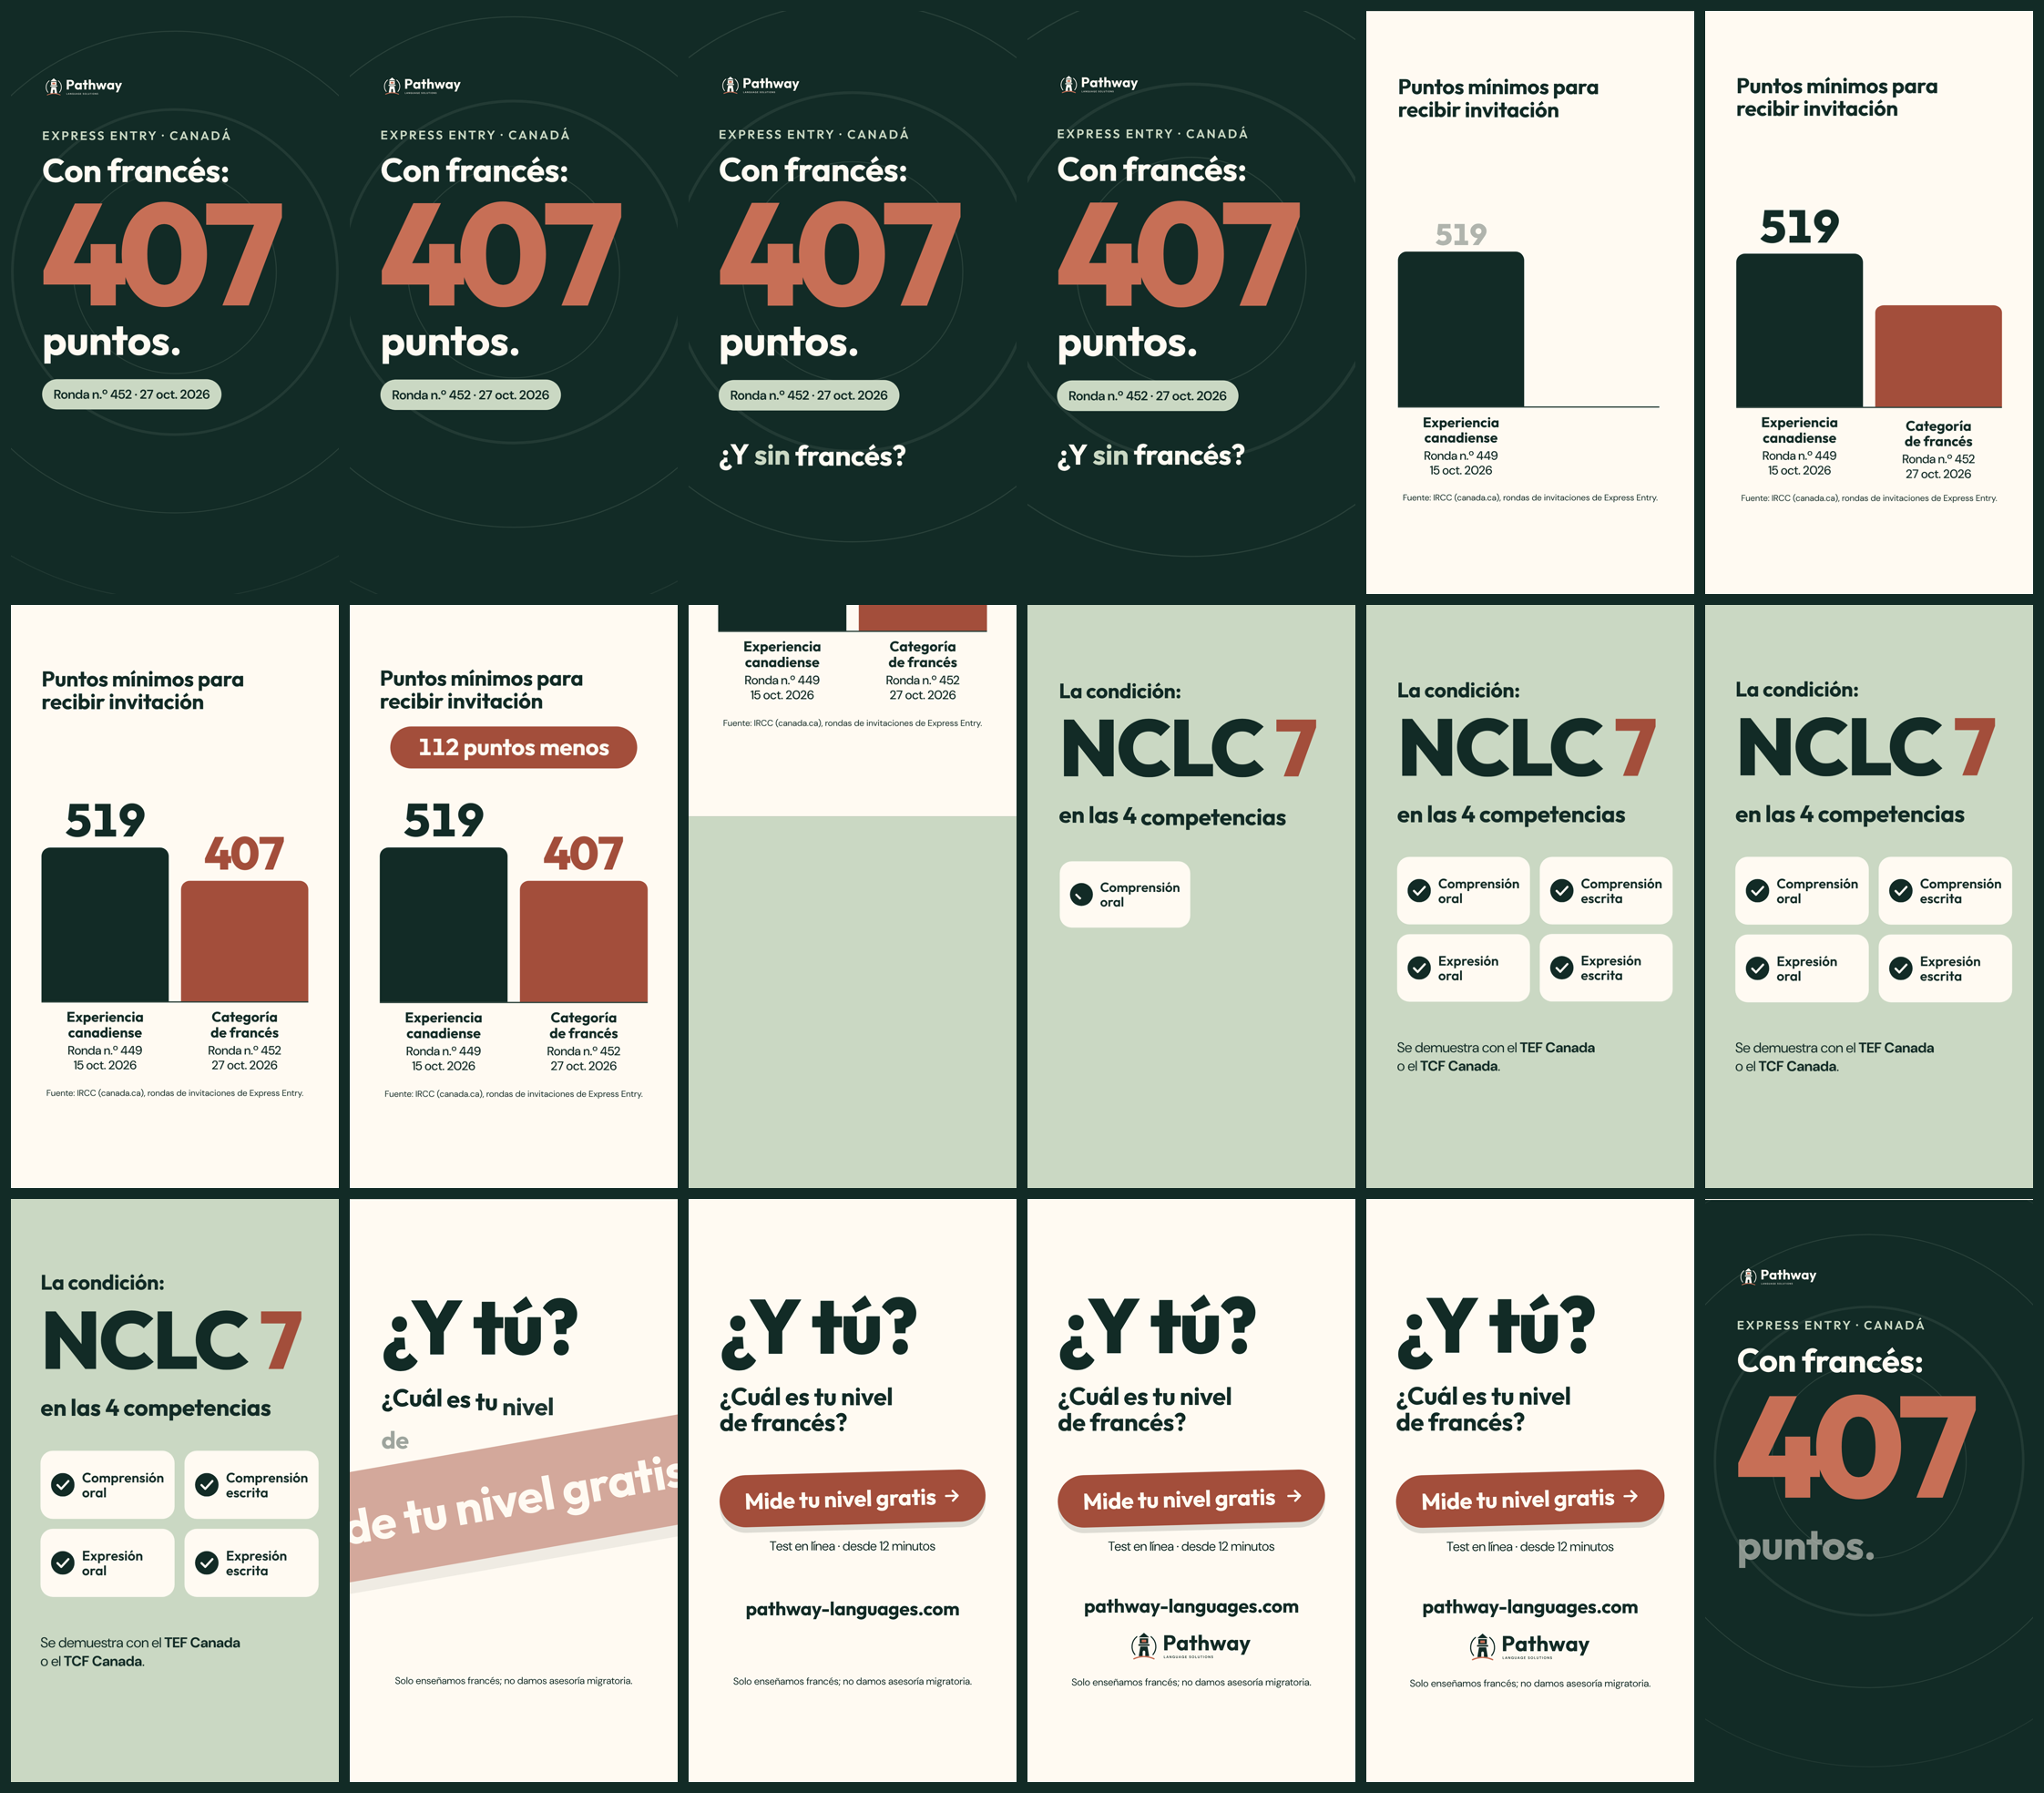 Pathway
LANGUAGE SOLUTIONS
EXPRESS ENTRY · CANADÁ
Con francés:
407
puntos.
Ronda n.º 452 · 27 oct. 2026
Pathway
LANGUAGE SOLUTIONS
EXPRESS ENTRY · CANADÁ
Con francés:
407
puntos.
Ronda n.º 452 · 27 oct. 2026
Pathway
LANGUAGE SOLUTIONS
EXPRESS ENTRY · CANADÁ
Con francés:
407
puntos.
Ronda n.º 452 · 27 oct. 2026
¿Y sin francés?
Pathway
LANGUAGE SOLUTIONS
EXPRESS ENTRY · CANADÁ
Con francés:
407
puntos.
Ronda n.º 452 · 27 oct. 2026
¿Y sin francés?
Puntos mínimos para
recibir invitación
519
Experiencia
canadiense
Ronda n.º 449
15 oct. 2026
Fuente: IRCC (canada.ca), rondas de invitaciones de Express Entry.
Puntos mínimos para
recibir invitación
519
Experiencia
canadiense
Ronda n.º 449
15 oct. 2026
Categoría
de francés
Ronda n.º 452
27 oct. 2026
Fuente: IRCC (canada.ca), rondas de invitaciones de Express Entry.
Puntos mínimos para
recibir invitación
519
407
Experiencia
canadiense
Ronda n.º 449
15 oct. 2026
Categoría
de francés
Ronda n.º 452
27 oct. 2026
Fuente: IRCC (canada.ca), rondas de invitaciones de Express Entry.
Puntos mínimos para
recibir invitación
112 puntos menos
519
407
Experiencia
canadiense
Ronda n.º 449
15 oct. 2026
Categoría
de francés
Ronda n.º 452
27 oct. 2026
Fuente: IRCC (canada.ca), rondas de invitaciones de Express Entry.
Experiencia
canadiense
Ronda n.º 449
15 oct. 2026
Categoría
de francés
Ronda n.º 452
27 oct. 2026
Fuente: IRCC (canada.ca), rondas de invitaciones de Express Entry.
La condición:
NCLC 7
en las 4 competencias
Comprensión
oral
La condición:
NCLC 7
en las 4 competencias
Comprensión
oral
Comprensión
escrita
Expresión
oral
Expresión
escrita
Se demuestra con el TEF Canada
o el TCF Canada.
La condición:
NCLC 7
en las 4 competencias
Comprensión
oral
Comprensión
escrita
Expresión
oral
Expresión
escrita
Se demuestra con el TEF Canada
o el TCF Canada.
La condición:
NCLC 7
en las 4 competencias
Comprensión
oral
Comprensión
escrita
Expresión
oral
Expresión
escrita
Se demuestra con el TEF Canada
o el TCF Canada.
¿Y tú?
¿Cuál es tu nivel
de
de tu nivel gratis
Solo enseñamos francés; no damos asesoría migratoria.
¿Y tú?
¿Cuál es tu nivel
de francés?
Mide tu nivel gratis →
Test en línea · desde 12 minutos
pathway-languages.com
Solo enseñamos francés; no damos asesoría migratoria.
¿Y tú?
¿Cuál es tu nivel
de francés?
Mide tu nivel gratis →
Test en línea · desde 12 minutos
pathway-languages.com
Pathway
LANGUAGE SOLUTIONS
Solo enseñamos francés; no damos asesoría migratoria.
¿Y tú?
¿Cuál es tu nivel
de francés?
Mide tu nivel gratis →
Test en línea · desde 12 minutos
pathway-languages.com
Pathway
LANGUAGE SOLUTIONS
Solo enseñamos francés; no damos asesoría migratoria.
Pathway
LANGUAGE SOLUTIONS
EXPRESS ENTRY · CANADÁ
Con francés:
407
puntos.